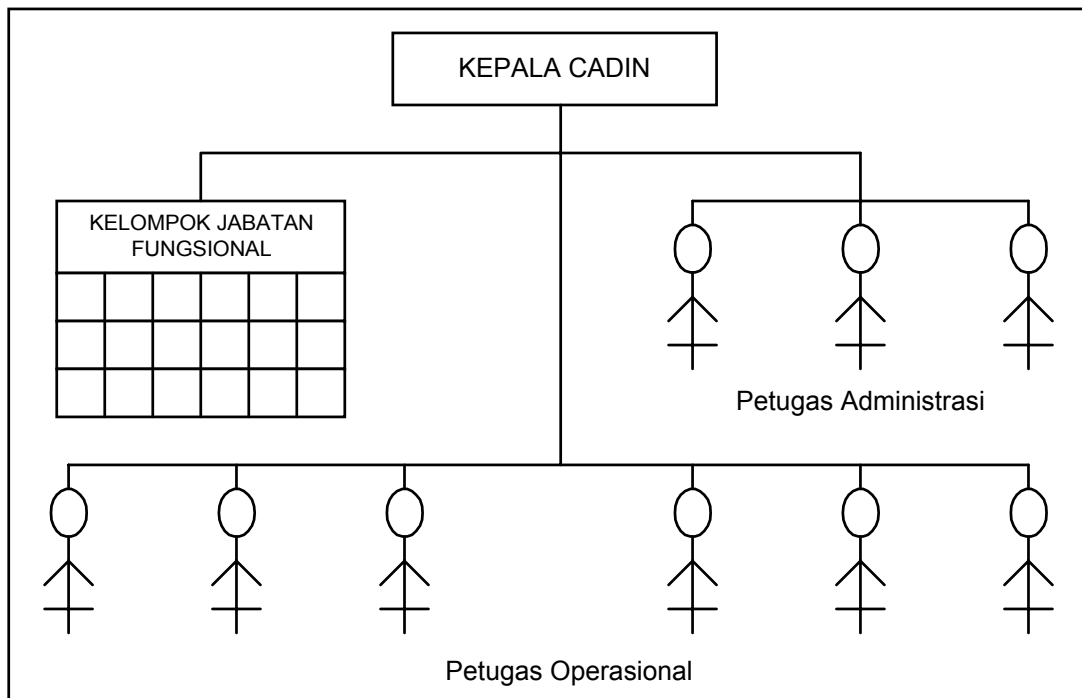 KEPALA CADIN
KELOMPOK JABATAN
FUNGSIONAL
Petugas Administrasi
Petugas Operasional